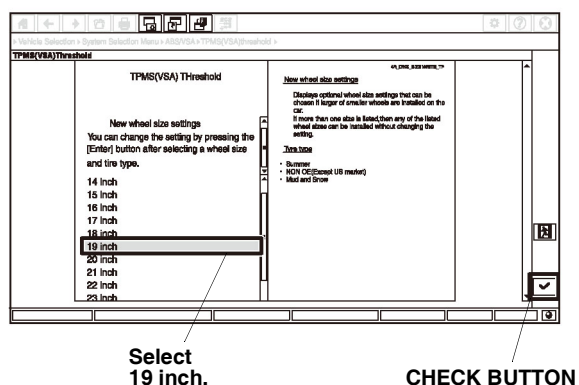 › Vehicle Selection › System Selection Menu › ABS/VSA › TPMS(VSA)threshold ›
TPMS(VSA)Threshold
TPMS(VSA) THreshold
New wheel size settings
You can change the setting by pressing the
[Enter] button after selecting a wheel size
and tire type.
14 Inch
15 Inch
16 Inch
17 Inch
18 inch
19 inch
20 inch
21 Inch
22 Inch
23 Inch
New wheel size settings
Displays optional wheel size settings that can be
chosen if larger of smaller wheels are installed on the
car.
If more than one size is listed,then any of the listed
wheel sizes can be installed without changing the
setting.
Tyre type
· Summer
· NON OE(Except US market)
· Mud and Snow
Select
19 inch.
CHECK BUTTON